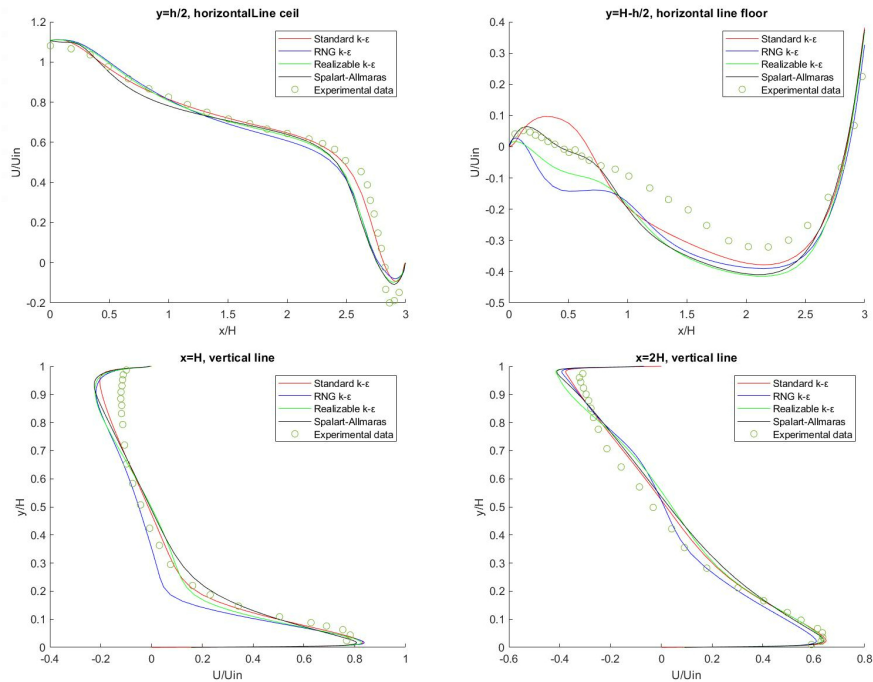 y=h/2, horizontalLine ceil
1.2
1
0.8
0.6
0.4
0.2
0
-0.2
U/Uin
0
0.5
1
1.5
2
2.5
3
x/H
Standard k-ε
RNG k-ε
Realizable k-ε
Spalart-Allmaras
Experimental data
y=H-h/2, horizontal line floor
0.4
0.3
0.2
0.1
0
-0.1
-0.2
-0.3
-0.4
-0.5
U/Uin
0
0.5
1
1.5
2
2.5
3
x/H
Standard k-ε
RNG k-ε
Realizable k-ε
Spalart-Allmaras
Experimental data
x=H, vertical line
1
0.9
0.8
0.7
0.6
0.5
0.4
0.3
0.2
0.1
0
y/H
-0.4
-0.2
0
0.2
0.4
0.6
0.8
1
U/Uin
Standard k-ε
RNG k-ε
Realizable k-ε
Spalart-Allmaras
Experimental data
x=2H, vertical line
1
0.9
0.8
0.7
0.6
0.5
0.4
0.3
0.2
0.1
0
y/H
-0.6
-0.4
-0.2
0
0.2
0.4
0.6
0.8
U/Uin
Standard k-ε
RNG k-ε
Realizable k-ε
Spalart-Allmaras
Experimental data